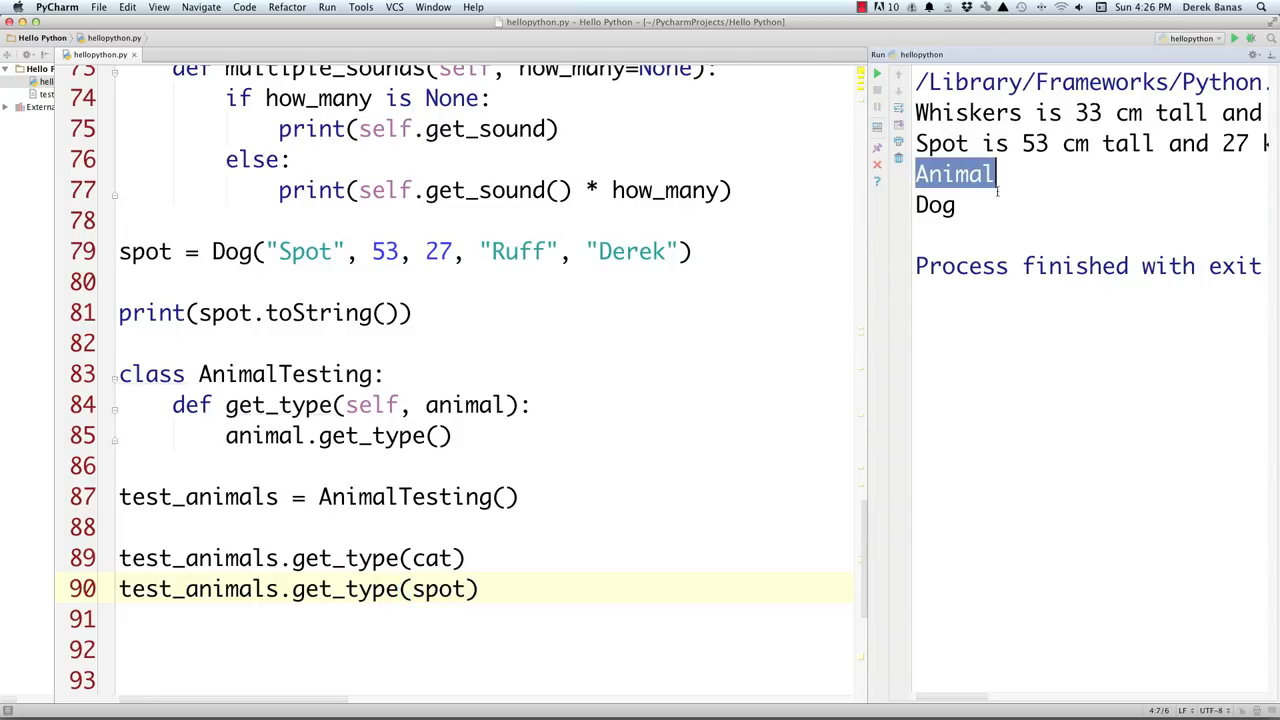 PyCharm File Edit View Navigate Code Refactor Run Tools VCS Window Help 10 8 Sun 4:26 PM Derek Banas
hellopython.py – Hello Python – [~/PycharmProjects/Hello Python]
Hello Python hellopython.py hellopython
hellopython.py × Run hellopython
Hello P
hello
test
Externa
73 def multiple_sounds(self, how_many=None):
74 if how_many is None:
75 print(self.get_sound)
76 else:
77 print(self.get_sound() * how_many)
78
79 spot = Dog("Spot", 53, 27, "Ruff", "Derek")
80
81 print(spot.toString())
82
83 class AnimalTesting:
84 def get_type(self, animal):
85 animal.get_type()
86
87 test_animals = AnimalTesting()
88
89 test_animals.get_type(cat)
90 test_animals.get_type(spot)
91
92
93
/Library/Frameworks/Python.
Whiskers is 33 cm tall and
Spot is 53 cm tall and 27 k
Animal
Dog
Process finished with exit
47/6 LF UTF-8